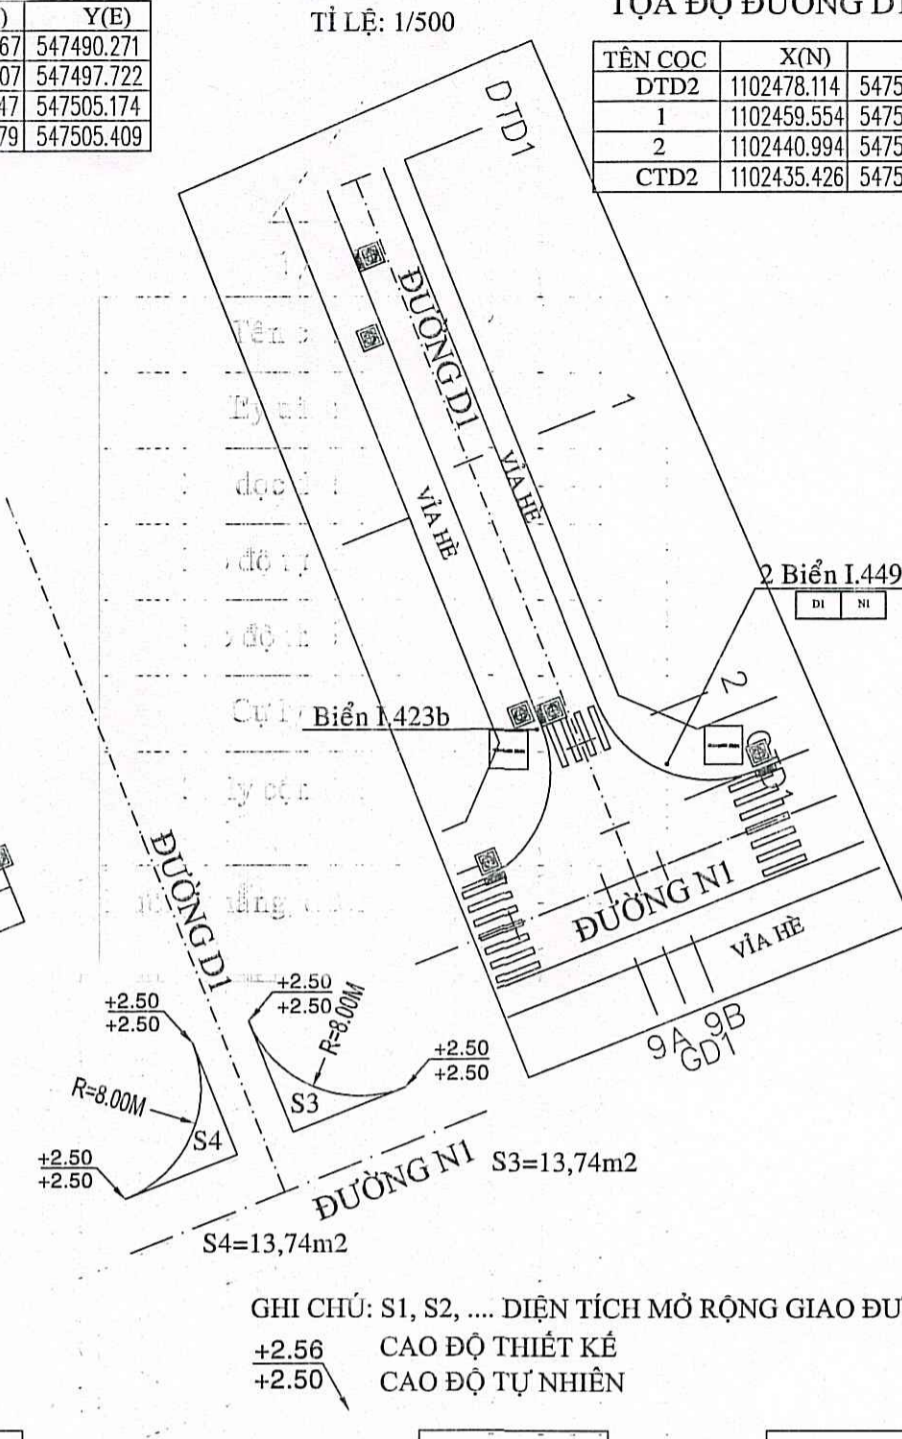 Y(E)
67 547490.271
07 547497.722
47 547505.174
79 547505.409
TỈ LỆ: 1/500
TỌA ĐỘ ĐƯỜNG D
TÊN CỌC X(N)
DTD2 1102478.114 5475
1 1102459.554 5475
2 1102440.994 5475
CTD2 1102435.426 5475
DTD1
ĐƯỜNG D1
1
VỈA HÈ
VỈA HÈ
2 Biển I.449
D1 N1
2
Biển I.423b
ĐƯỜNG N1
VỈA HÈ
9A 9B
GD1
ĐƯỜNG D1
+2.50
+2.50
+2.50
+2.50
R=8.00M
+2.50
+2.50
R=8.00M
S3
S4
+2.50
+2.50
ĐƯỜNG N1
S3=13,74m2
S4=13,74m2
GHI CHÚ: S1, S2, .... DIỆN TÍCH MỞ RỘNG GIAO
+2.56 CAO ĐỘ THIẾT KẾ
+2.50 CAO ĐỘ TỰ NHIÊN